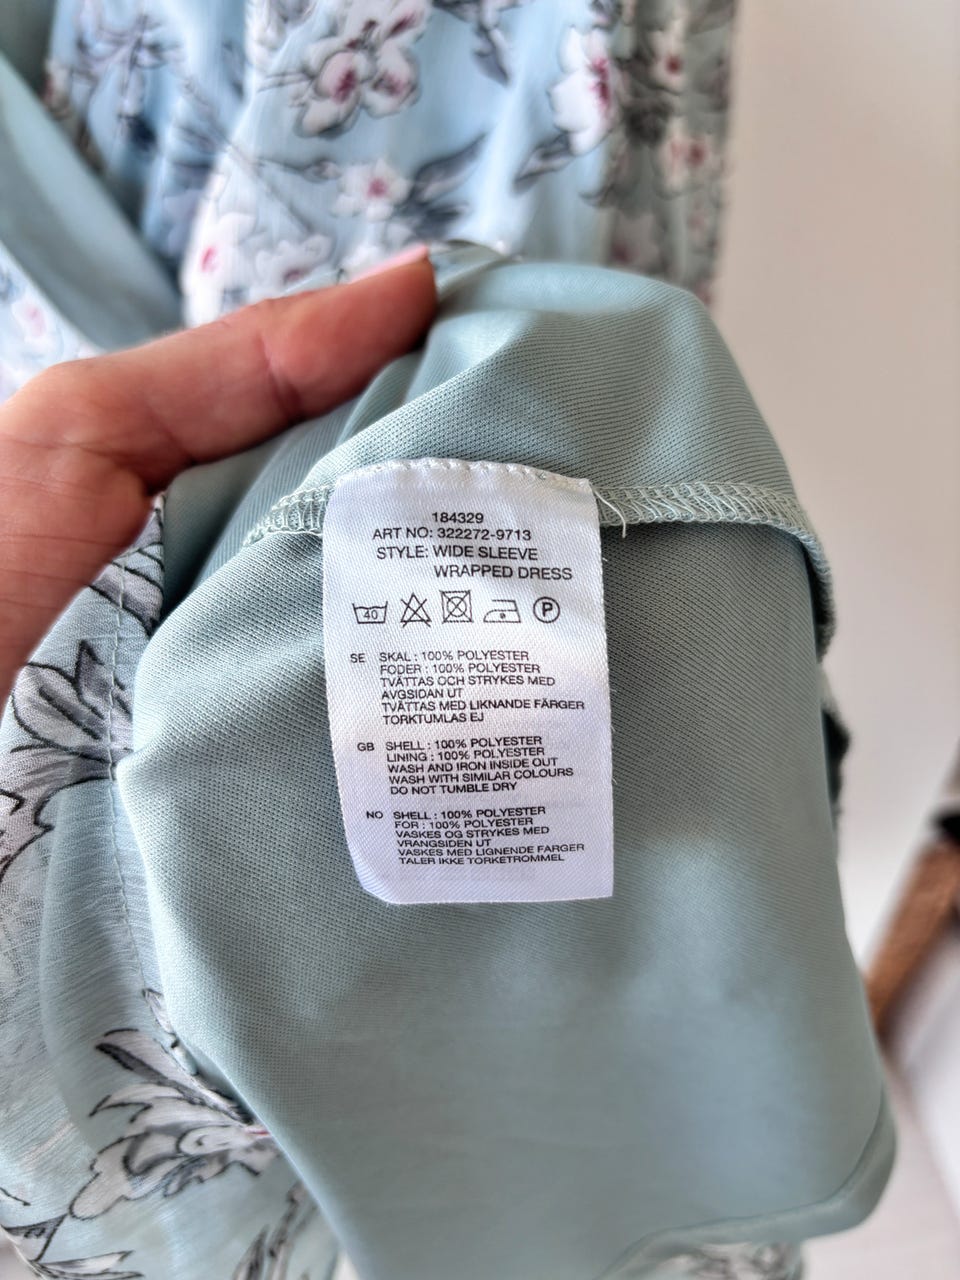 184329
ART NO: 322272-9713
STYLE: WIDE SLEEVE
WRAPPED DRESS
40 P
SE SKAL : 100% POLYESTER
FODER : 100% POLYESTER
TVÄTTAS OCH STRYKES MED
AVGSIDAN UT
TVÄTTAS MED LIKNANDE FÄRGER
TORKTUMLAS EJ
GB SHELL : 100% POLYESTER
LINING : 100% POLYESTER
WASH AND IRON INSIDE OUT
WASH WITH SIMILAR COLOURS
DO NOT TUMBLE DRY
NO SHELL : 100% POLYESTER
FOR : 100% POLYESTER
VASKES OG STRYKES MED
VRANGSIDEN UT
VASKES MED LIGNENDE FARGER
TALER IKKE TORKETROMMEL